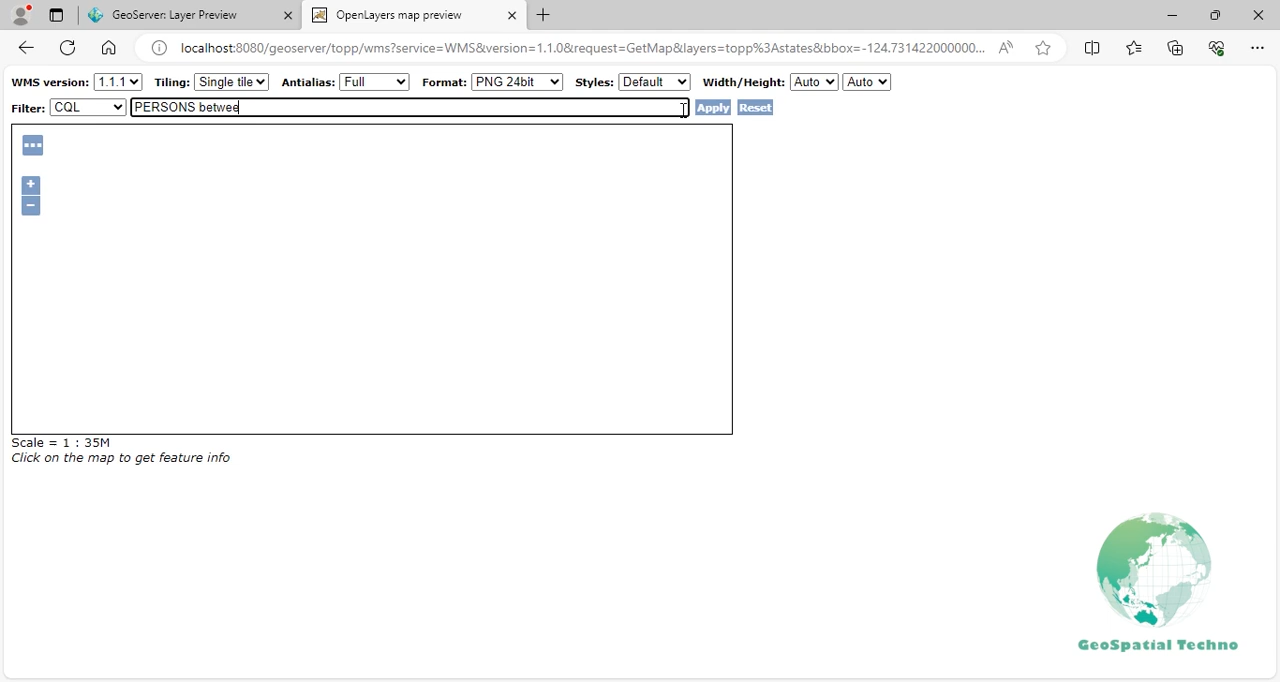 GeoServer: Layer Preview
OpenLayers map preview
localhost:8080/geoserver/topp/wms?service=WMS&version=1.1.0&request=GetMap&layers=topp%3Astates&bbox=-124.731422000000...
WMS version: 1.1.1 Tiling: Single tile Antialias: Full Format: PNG 24bit Styles: Default Width/Height: Auto Auto
Filter: CQL PERSONS betwee Apply Reset
Scale = 1 : 35M
Click on the map to get feature info
GeoSpatial Techno